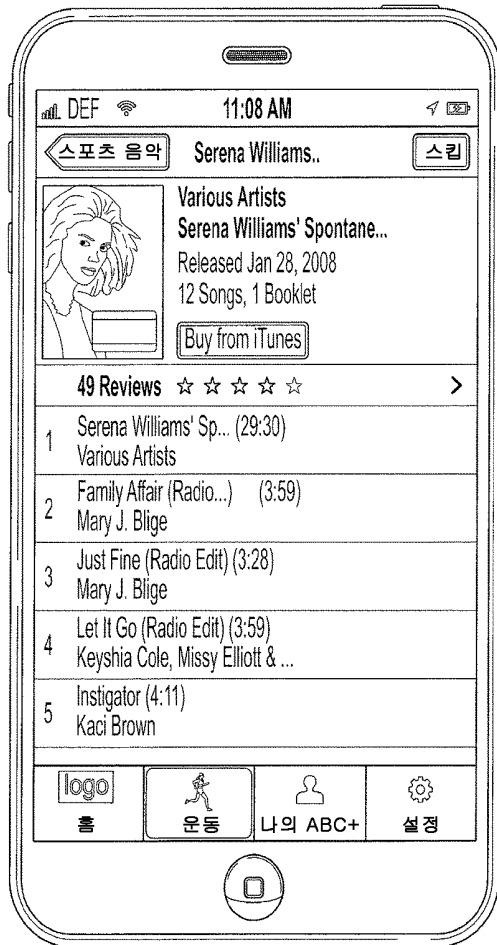 DEF 11:08 AM
스포츠 음악 Serena Williams.. 스킵
Various Artists
Serena Williams' Spontane...
Released Jan 28, 2008
12 Songs, 1 Booklet
Buy from iTunes
49 Reviews ☆ ☆ ☆ ☆ ☆ >
1 Serena Williams' Sp... (29:30)
Various Artists
2 Family Affair (Radio...) (3:59)
Mary J. Blige
3 Just Fine (Radio Edit) (3:28)
Mary J. Blige
4 Let It Go (Radio Edit) (3:59)
Keyshia Cole, Missy Elliott & ...
5 Instigator (4:11)
Kaci Brown
logo
홈 운동 나의 ABC+ 설정